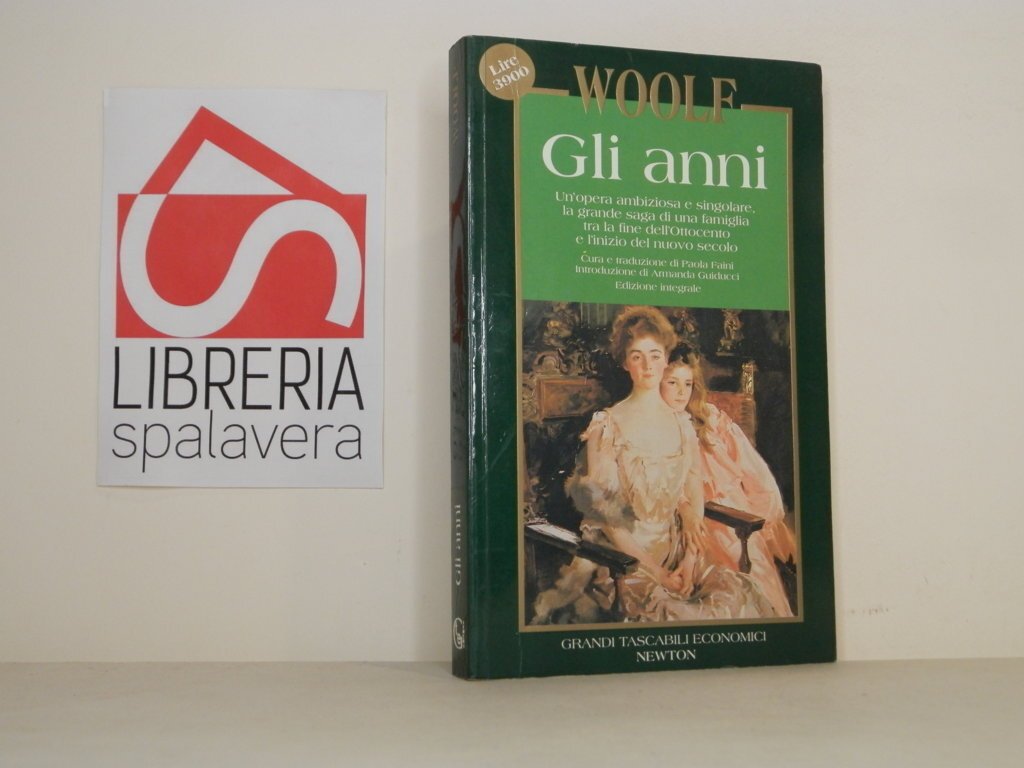 LIBRERIA
spalavera
Lire
3900
WOOLF
Gli anni
Un'opera ambiziosa e singolare,
la grande saga di una famiglia
tra la fine dell'Ottocento
e l'inizio del nuovo secolo
Cura e traduzione di Paola Faini
Introduzione di Armanda Guiducci
Edizione integrale
GRANDI TASCABILI ECONOMICI
NEWTON
WOOLF
Gli anni